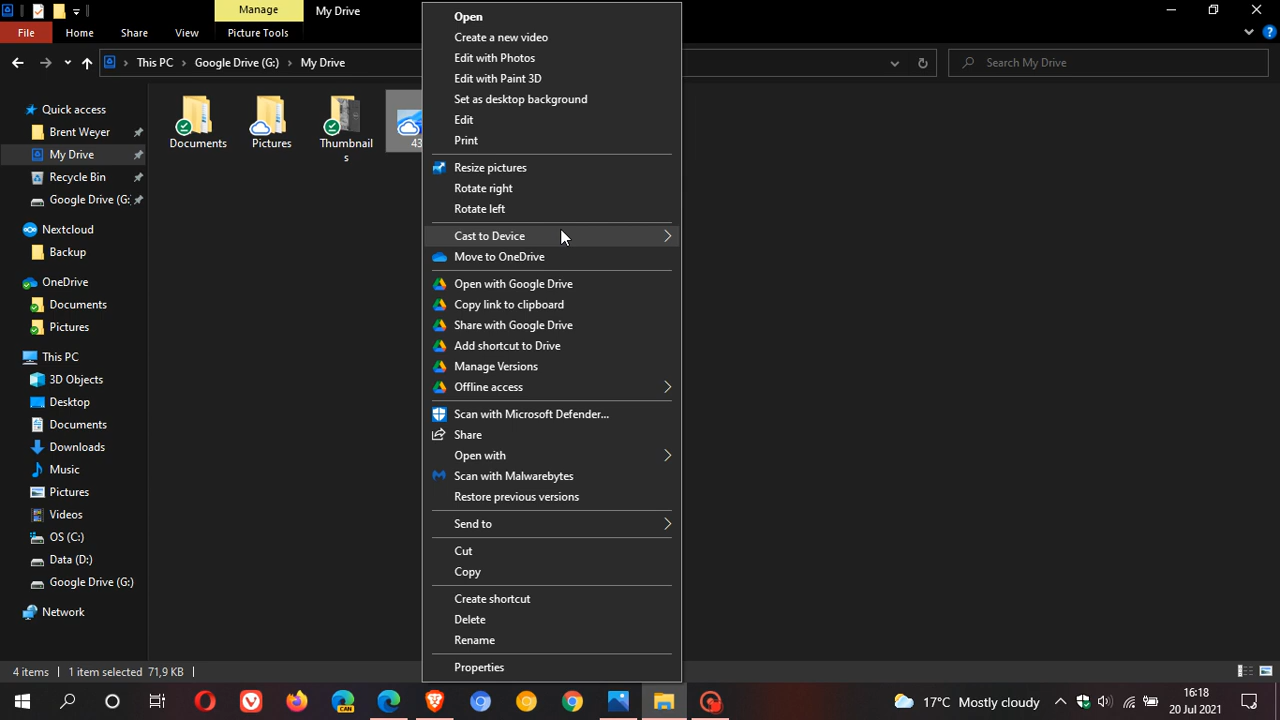 Manage
My Drive
File
Home
Share
View
Picture Tools
This PC
Google Drive (G:)
My Drive
Search My Drive
Quick access
Brent Weyer
My Drive
Recycle Bin
Google Drive (G:
Nextcloud
Backup
OneDrive
Documents
Pictures
This PC
3D Objects
Desktop
Documents
Downloads
Music
Pictures
Videos
OS (C:)
Data (D:)
Google Drive (G:)
Network
Documents
Pictures
Thumbnail
s
43
Open
Create a new video
Edit with Photos
Edit with Paint 3D
Set as desktop background
Edit
Print
Resize pictures
Rotate right
Rotate left
Cast to Device
Move to OneDrive
Open with Google Drive
Copy link to clipboard
Share with Google Drive
Add shortcut to Drive
Manage Versions
Offline access
Scan with Microsoft Defender...
Share
Open with
Scan with Malwarebytes
Restore previous versions
Send to
Cut
Copy
Create shortcut
Delete
Rename
Properties
4 items
1 item selected 71,9 KB
CAN
17°C Mostly cloudy
16:18
20 Jul 2021